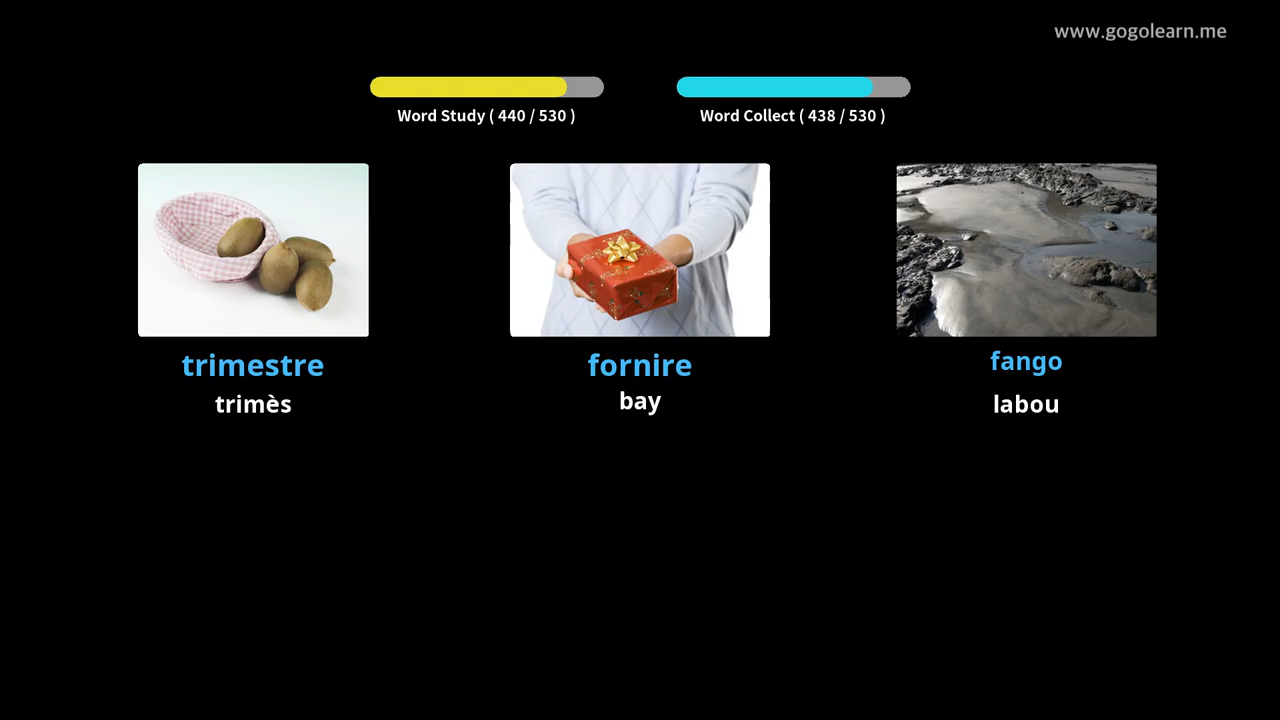 www.gogolearn.me
Word Study ( 440 / 530 )
Word Collect ( 438 / 530 )
trimestre
trimès
fornire
bay
fango
labou